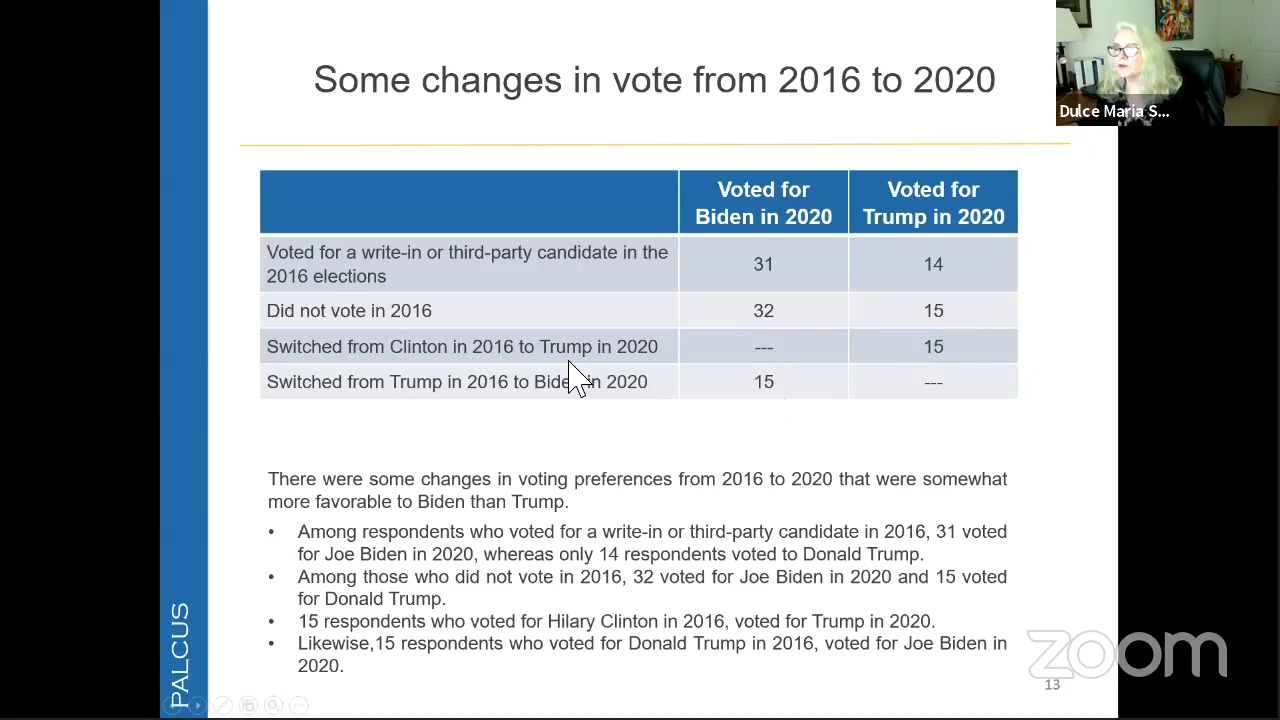 Some changes in vote from 2016 to 2020
Dulce Maria S...
Voted for
Biden in 2020
Voted for
Trump in 2020
Voted for a write-in or third-party candidate in the
2016 elections
31
14
Did not vote in 2016
32
15
Switched from Clinton in 2016 to Trump in 2020
---
15
Switched from Trump in 2016 to Biden in 2020
15
---
There were some changes in voting preferences from 2016 to 2020 that were somewhat
more favorable to Biden than Trump.
• Among respondents who voted for a write-in or third-party candidate in 2016, 31 voted
for Joe Biden in 2020, whereas only 14 respondents voted to Donald Trump.
• Among those who did not vote in 2016, 32 voted for Joe Biden in 2020 and 15 voted
for Donald Trump.
• 15 respondents who voted for Hilary Clinton in 2016, voted for Trump in 2020.
• Likewise,15 respondents who voted for Donald Trump in 2016, voted for Joe Biden in
2020.
PALCUS
zoom
13